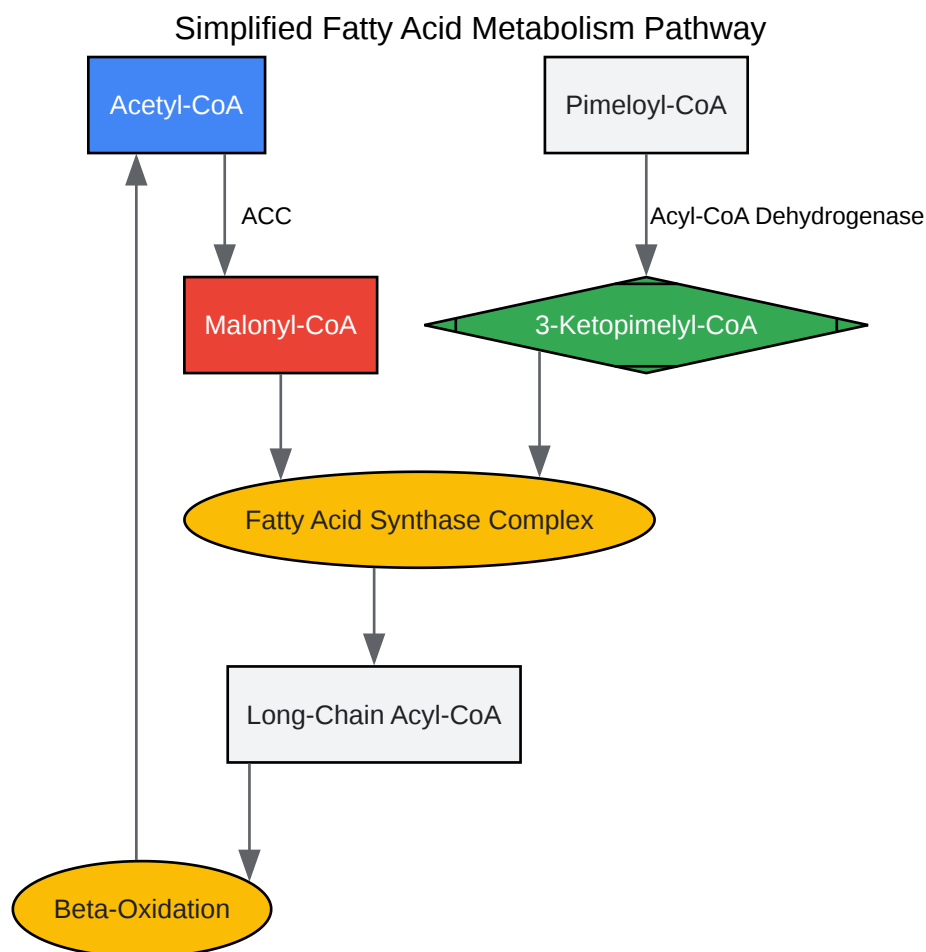 Simplified Fatty Acid Metabolism Pathway
Acetyl-CoA
Pimeloyl-CoA
ACC
Acyl-CoA Dehydrogenase
Malonyl-CoA
3-Ketopimelyl-CoA
Fatty Acid Synthase Complex
Long-Chain Acyl-CoA
Beta-Oxidation